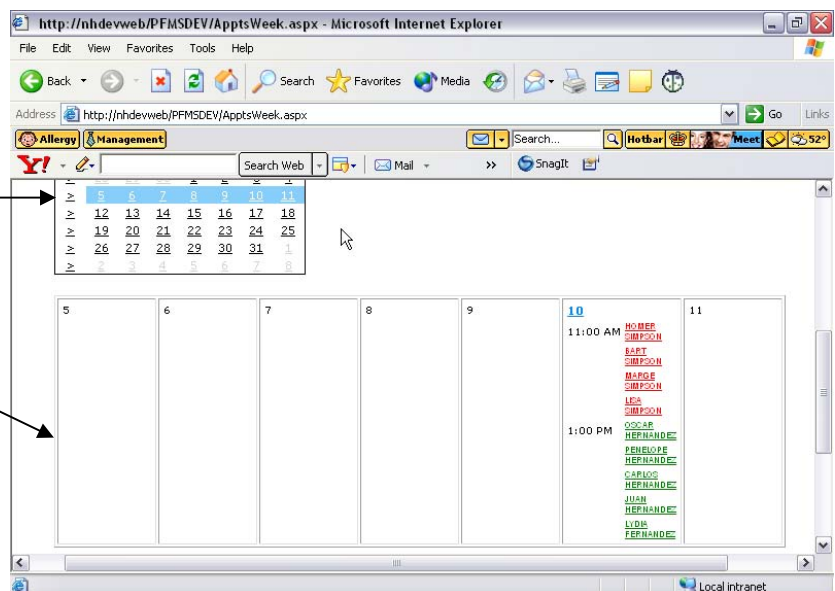 http://nhdevweb/PFMSDEV/ApptsWeek.aspx - Microsoft Internet Explorer
File Edit View Favorites Tools Help
Back Search Favorites Media
Address http://nhdevweb/PFMSDEV/ApptsWeek.aspx Go Links
Allergy Management Search... Hotbar Meet 52°
Y! Search Web Mail >> SnagIt
> 5 6 7 8 9 10 11
> 12 13 14 15 16 17 18
> 19 20 21 22 23 24 25
> 26 27 28 29 30 31 1
> 2 3 4 5 6 7 8
5 6 7 8 9 10 11
11:00 AM HOMER
SIMPSON
BART
SIMPSON
MARGE
SIMPSON
LISA
SIMPSON
1:00 PM OSCAR
HERNANDEZ
PENELOPE
HERNANDEZ
CARLOS
HERNANDEZ
JUAN
HERNANDEZ
LYDIA
FERNANDEZ
Local intranet